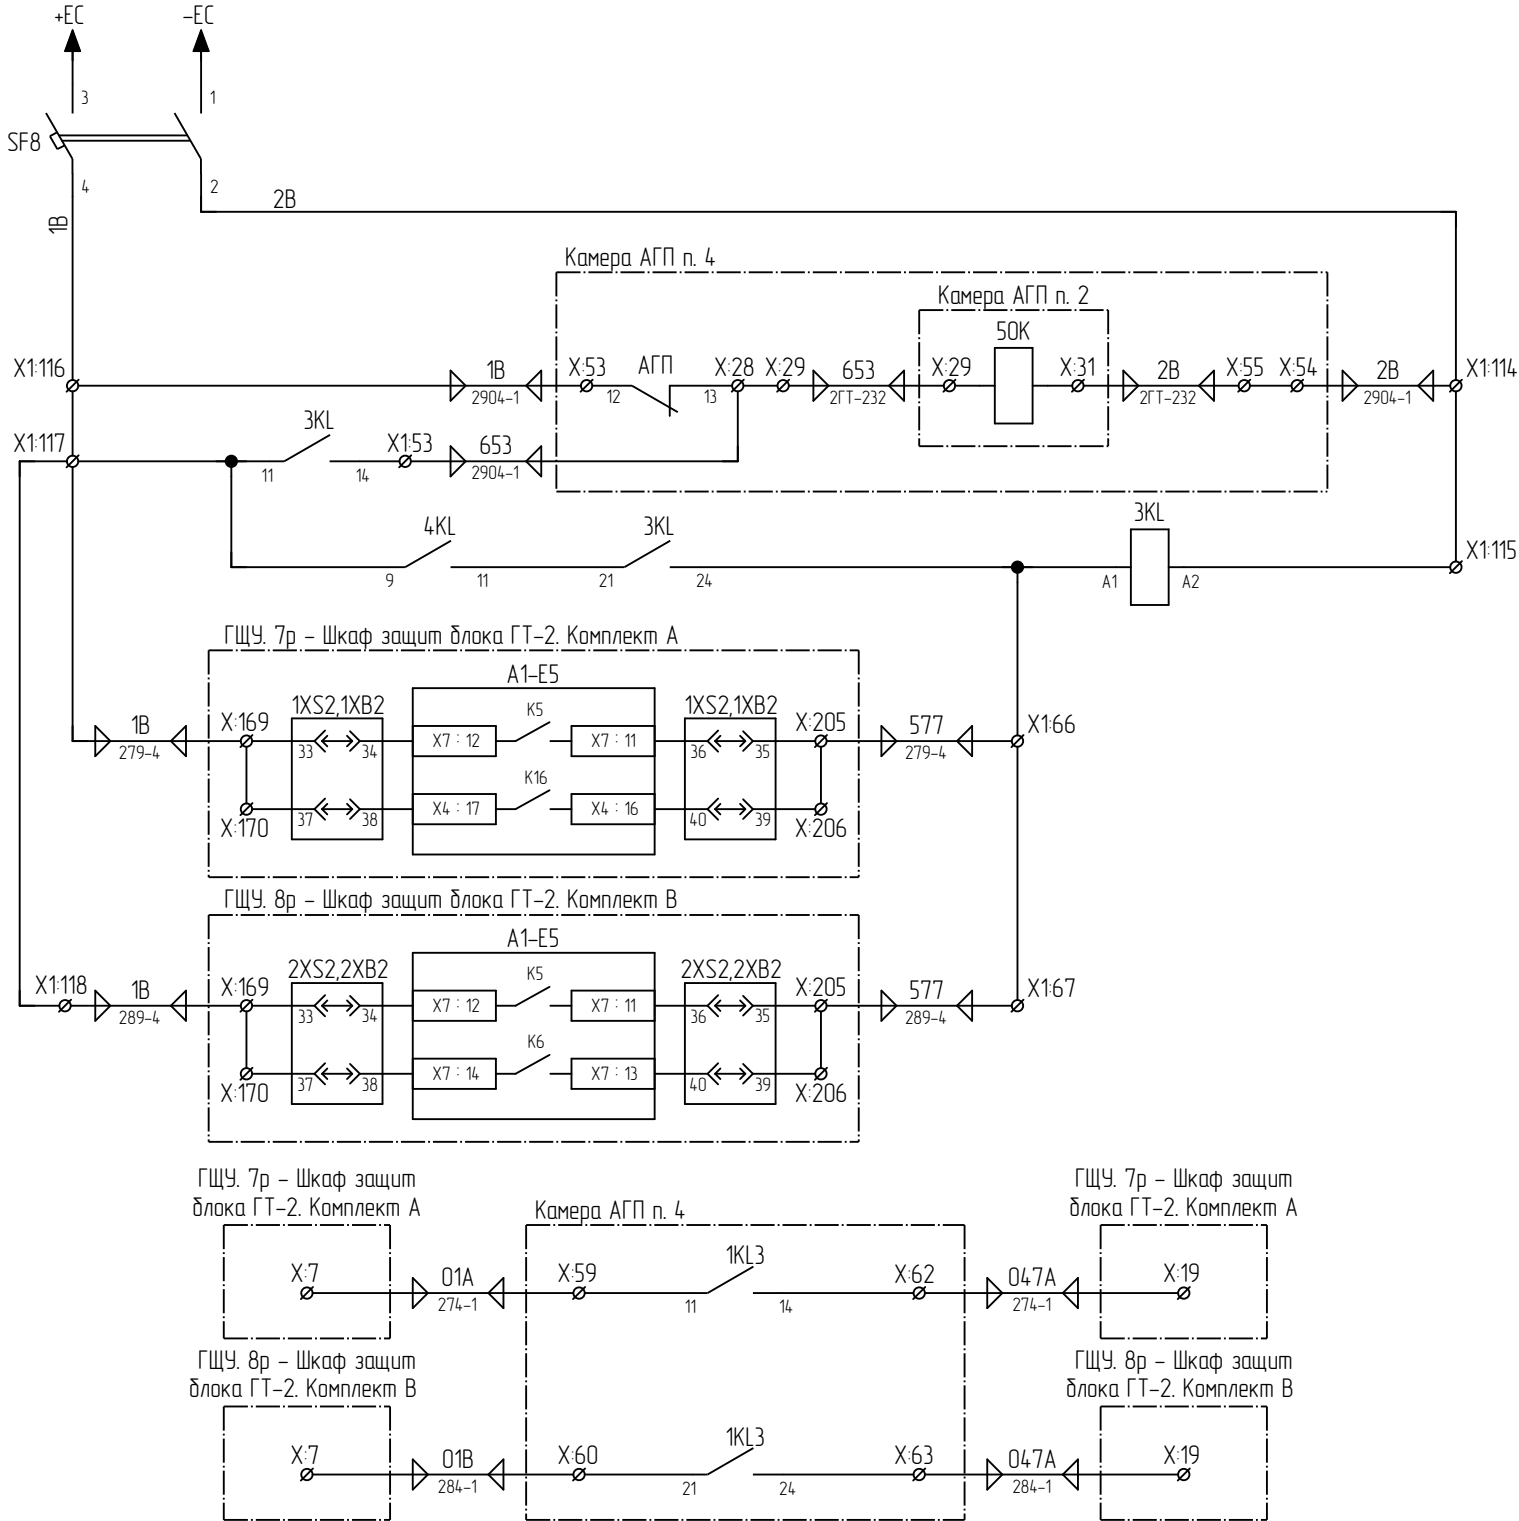 +ЕС
–ЕС
3
1
SF8
4
2
1В
2В
Камера АГП п. 4
Камера АГП п. 2
50К
X1:116
1В
2904-1
X:53
12
АГП
13
X:28
X:29
653
2ГТ-232
X:29
X:31
2В
2ГТ-232
X:55
X:54
2В
2904-1
X1:114
X1:117
11
3KL
14
X1:53
653
2904-1
4KL
9
11
3KL
21
24
3KL
A1
A2
X1:115
ГЩУ. 7р – Шкаф защит блока ГТ-2. Комплект А
А1-Е5
1В
279-4
X:169
1XS2,1XB2
33
34
X7 : 12
K5
X7 : 11
1XS2,1XB2
36
35
X:205
577
279-4
X1:66
X:170
37
38
X4 : 17
K16
X4 : 16
40
39
X:206
ГЩУ. 8р – Шкаф защит блока ГТ-2. Комплект В
А1-Е5
X1:118
1В
289-4
X:169
2XS2,2XB2
33
34
X7 : 12
K5
X7 : 11
2XS2,2XB2
36
35
X:205
577
289-4
X1:67
X:170
37
38
X7 : 14
K6
X7 : 13
40
39
X:206
ГЩУ. 7р – Шкаф защит
блока ГТ-2. Комплект А
Камера АГП п. 4
ГЩУ. 7р – Шкаф защит
блока ГТ-2. Комплект А
X:7
01А
274-1
X:59
11
1KL3
14
X:62
047А
274-1
X:19
ГЩУ. 8р – Шкаф защит
блока ГТ-2. Комплект В
ГЩУ. 8р – Шкаф защит
блока ГТ-2. Комплект В
X:7
01В
284-1
X:60
21
1KL3
24
X:63
047А
284-1
X:19